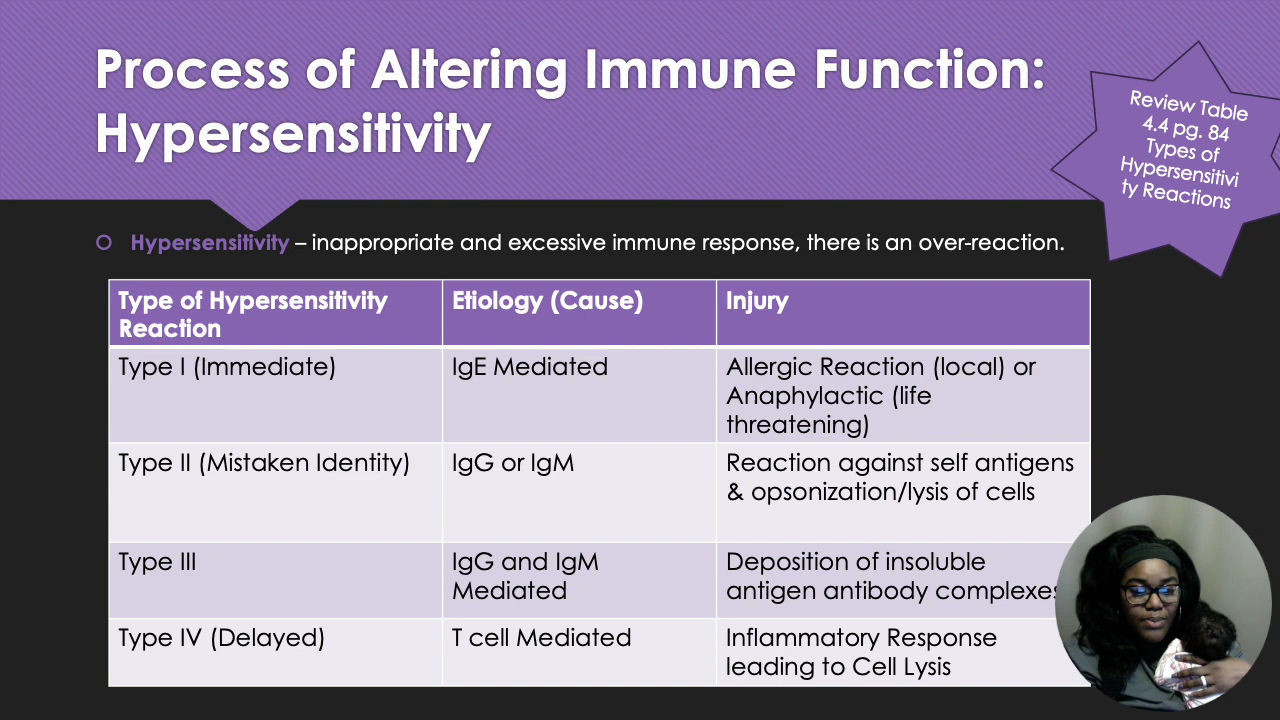 Process of Altering Immune Function:
Hypersensitivity
Review Table
4.4 pg. 84
Types of
Hypersensitivi
ty Reactions
Hypersensitivity – inappropriate and excessive immune response, there is an over-reaction.
Type of Hypersensitivity
Reaction
Etiology (Cause)
Injury
Type I (Immediate)
IgE Mediated
Allergic Reaction (local) or
Anaphylactic (life
threatening)
Type II (Mistaken Identity)
IgG or IgM
Reaction against self antigens
& opsonization/lysis of cells
Type III
IgG and IgM
Mediated
Deposition of insoluble
antigen antibody complexes
Type IV (Delayed)
T cell Mediated
Inflammatory Response
leading to Cell Lysis